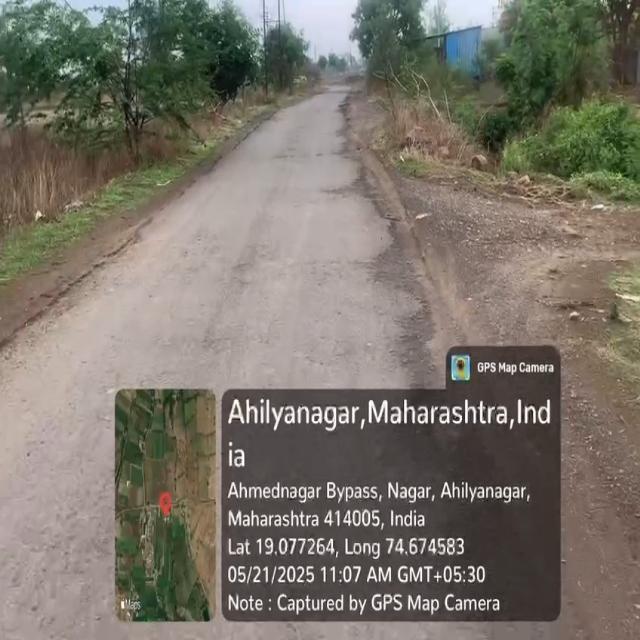 GPS Map Camera
Ahilyanagar,Maharashtra,Ind
ia
Ahmednagar Bypass, Nagar, Ahilyanagar,
Maharashtra 414005, India
Lat 19.077264, Long 74.674583
05/21/2025 11:07 AM GMT+05:30
Note : Captured by GPS Map Camera
Maps